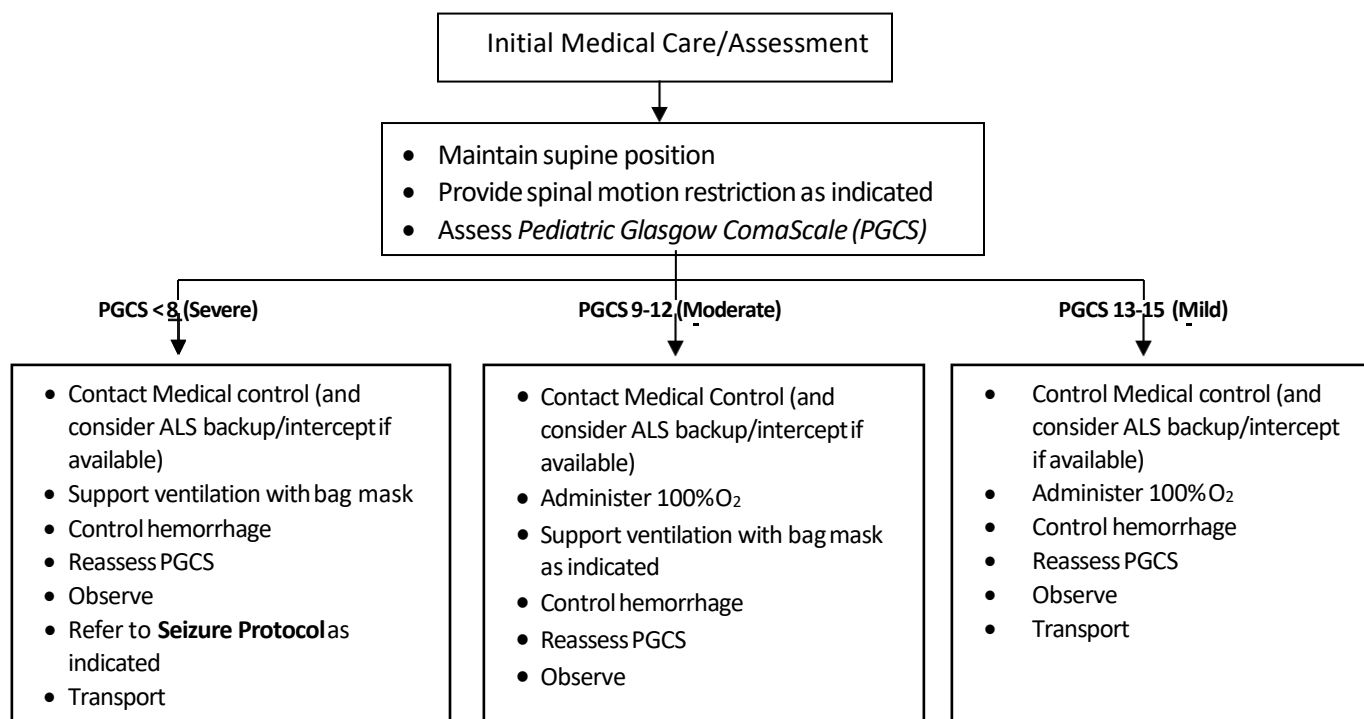 Initial Medical Care/Assessment
• Maintain supine position
• Provide spinal motion restriction as indicated
• Assess Pediatric Glasgow ComaScale (PGCS)
PGCS < 8 (Severe)
PGCS 9-12 (Moderate)
PGCS 13-15 (Mild)
• Contact Medical control (and
consider ALS backup/intercept if
available)
• Support ventilation with bag mask
• Control hemorrhage
• Reassess PGCS
• Observe
• Refer to Seizure Protocol as
indicated
• Transport
• Contact Medical Control (and
consider ALS backup/intercept if
available)
• Administer 100% O₂
• Support ventilation with bag mask
as indicated
• Control hemorrhage
• Reassess PGCS
• Observe
• Control Medical control (and
consider ALS backup/intercept
if available)
• Administer 100% O₂
• Control hemorrhage
• Reassess PGCS
• Observe
• Transport